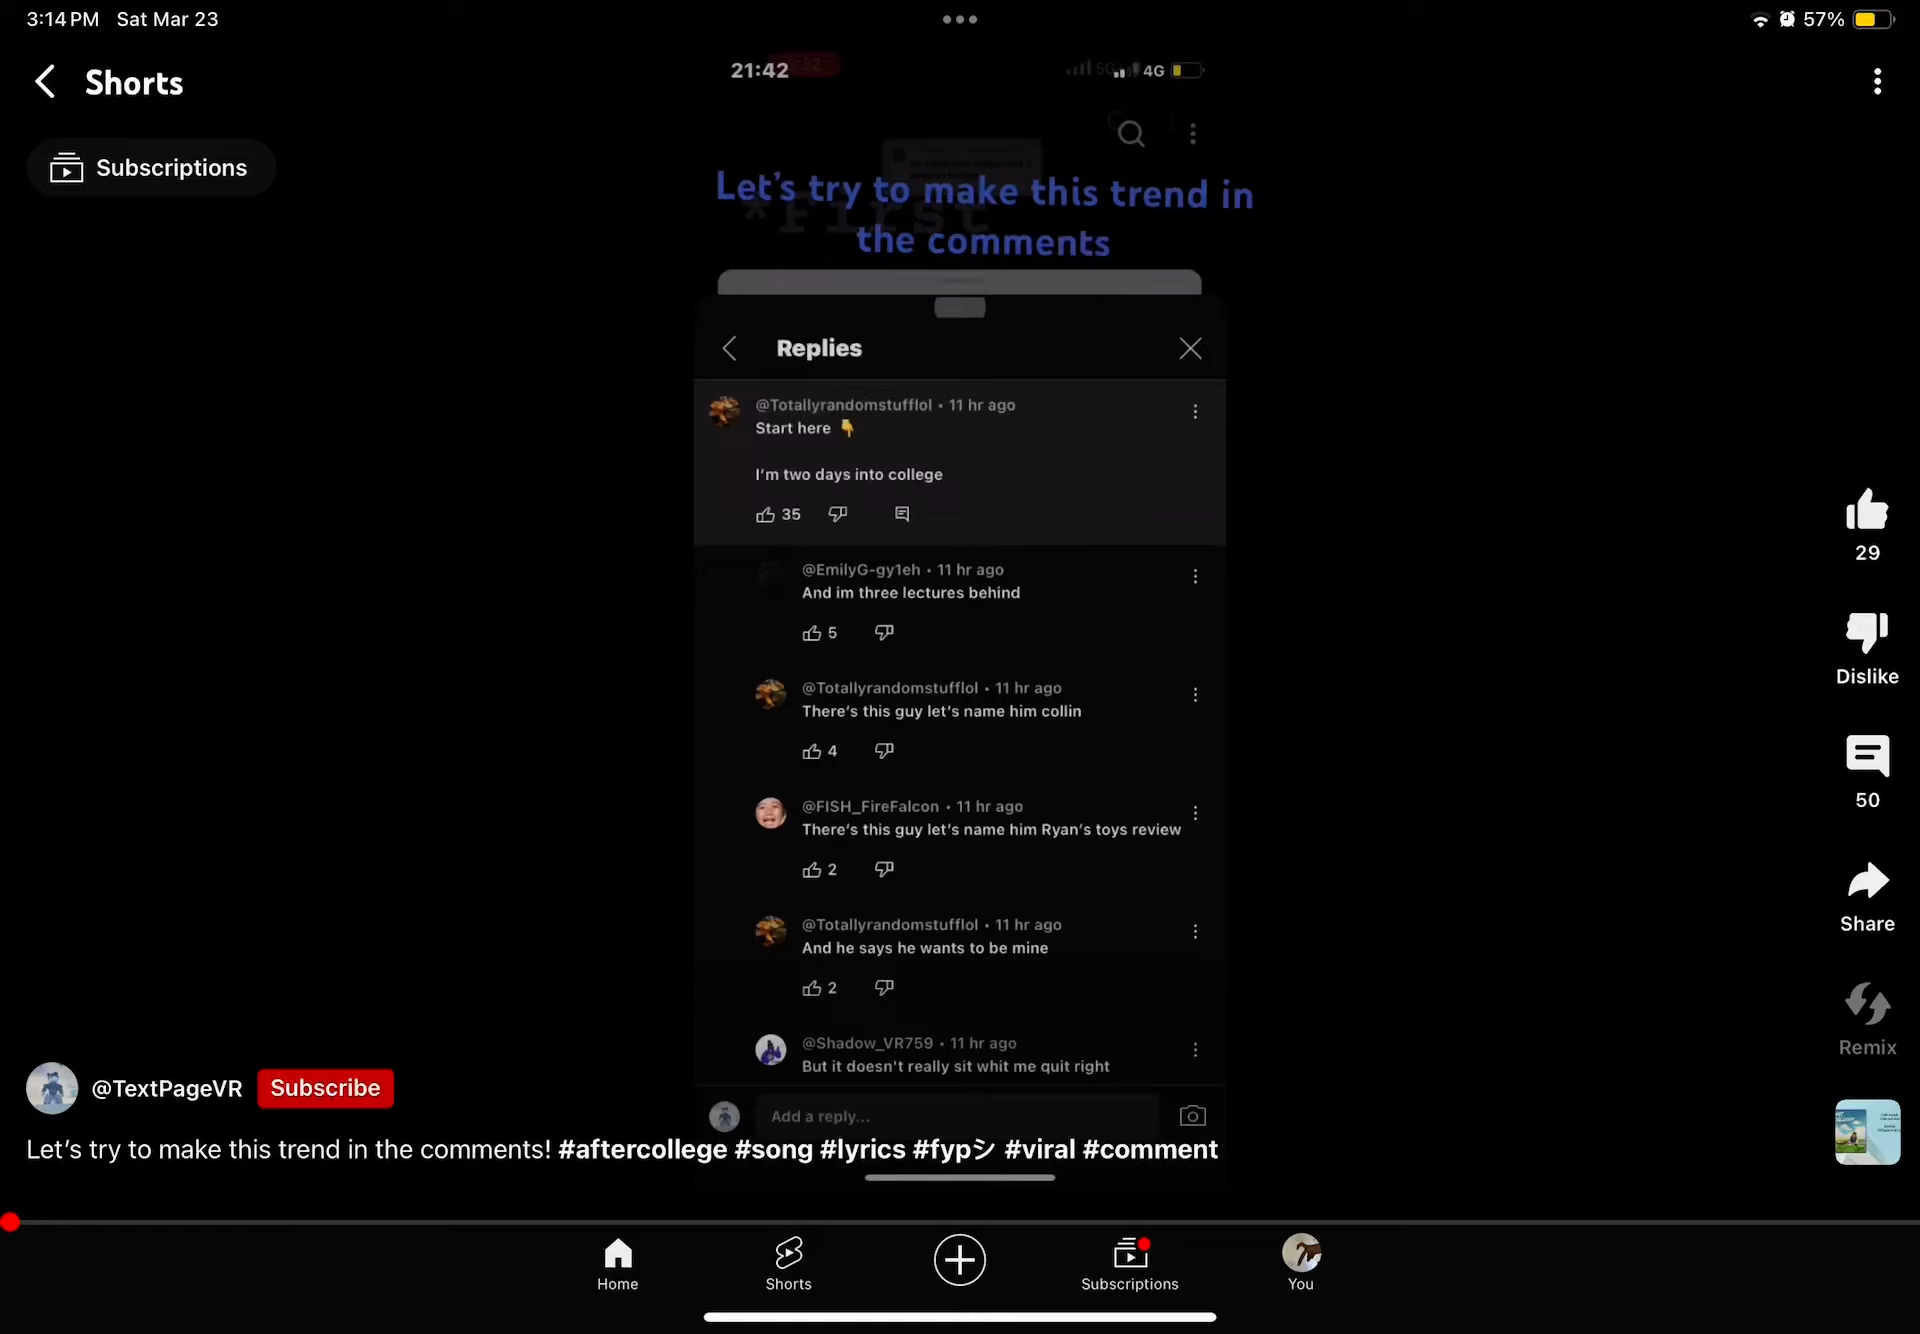 3:14 PM Sat Mar 23
57%
Shorts
Subscriptions
21:42
4G
*First
Let's try to make this trend in
the comments
Replies
@Totallyrandomstufflol • 11 hr ago
Start here 👇
I'm two days into college
35
@EmilyG-gy1eh • 11 hr ago
And im three lectures behind
5
@Totallyrandomstufflol • 11 hr ago
There's this guy let's name him collin
4
@FISH_FireFalcon • 11 hr ago
There's this guy let's name him Ryan's toys review
2
@Totallyrandomstufflol • 11 hr ago
And he says he wants to be mine
2
@Shadow_VR759 • 11 hr ago
But it doesn't really sit whit me quit right
Add a reply...
29
Dislike
50
Share
Remix
@TextPageVR Subscribe
Let's try to make this trend in the comments! #aftercollege #song #lyrics #fypシ #viral #comment
Home
Shorts
Subscriptions
You